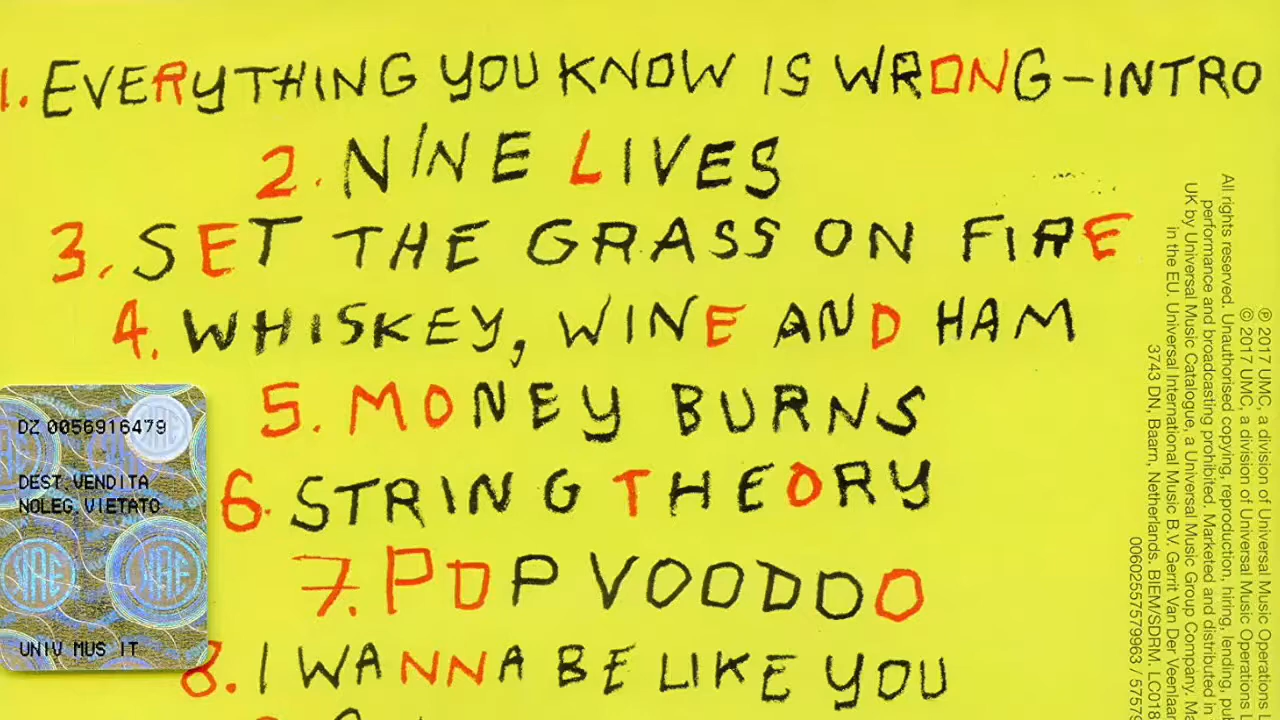 1. EVERYTHING YOU KNOW IS WRONG – INTRO
2. NINE LIVES
3. SET THE GRASS ON FIRE
4. WHISKEY, WINE AND HAM
5. MONEY BURNS
6. STRING THEORY
7. POP VOODOO
8. I WANNA BE LIKE YOU
DZ 0056916479
DEST.VENDITA
NOLEG.VIETATO
UNIV MUS IT
℗ 2017 UMC, a division of Universal Music Operations L
© 2017 UMC, a division of Universal Music Operations L
All rights reserved. Unauthorised copying, reproduction, hiring, lending, pub
performance and broadcasting prohibited. Marketed and distributed in
UK by Universal Music Catalogue, a Universal Music Group Company. M
in the EU. Universal International Music B.V Gerrit Van Der Veenlaan
3743 DN, Baarn, Netherlands. BIEM/SDRM. LC018
00602557579963 / 5757